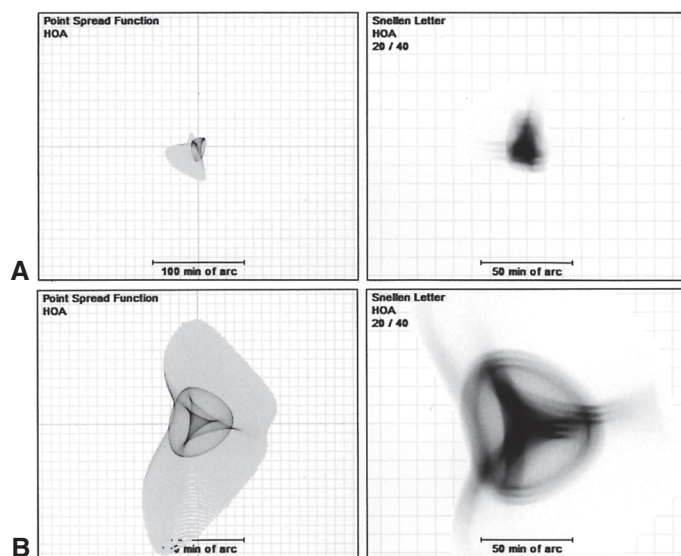 Point Spread Function
HOA
100 min of arc
Snellen Letter
HOA
20 / 40
50 min of arc
A
Point Spread Function
HOA
min of arc
Snellen Letter
HOA
20 / 40
50 min of arc
B